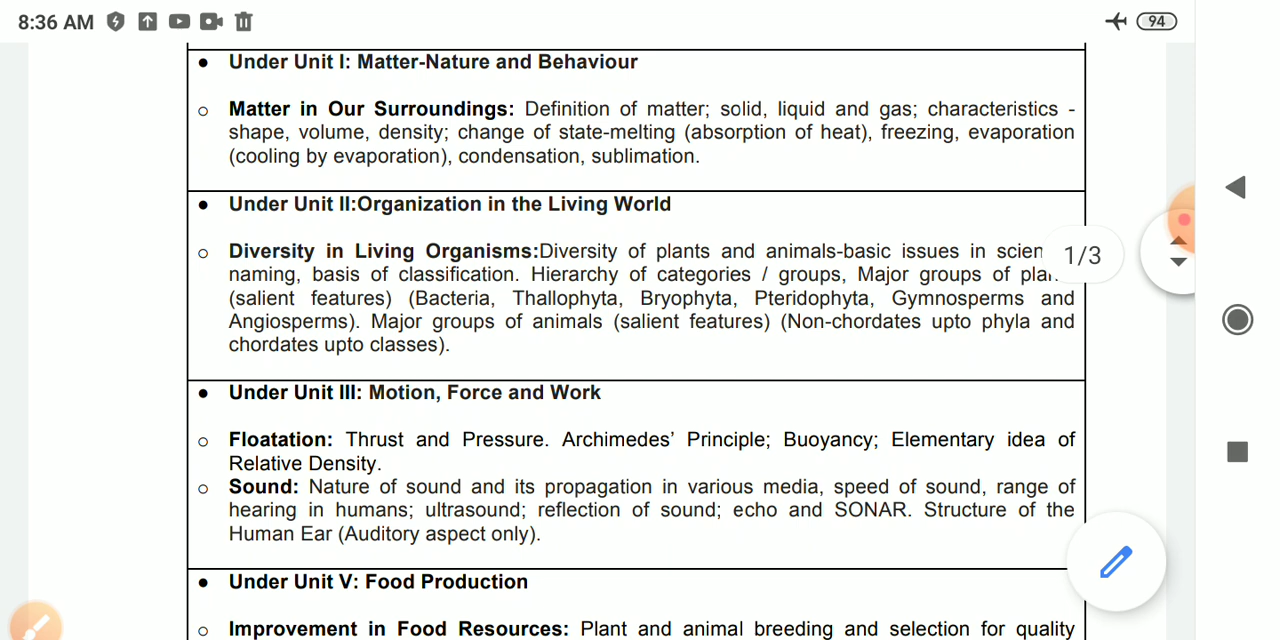 8:36 AM
94
● Under Unit I: Matter-Nature and Behaviour
○ Matter in Our Surroundings: Definition of matter; solid, liquid and gas; characteristics -
shape, volume, density; change of state-melting (absorption of heat), freezing, evaporation
(cooling by evaporation), condensation, sublimation.
● Under Unit II:Organization in the Living World
○ Diversity in Living Organisms:Diversity of plants and animals-basic issues in
naming, basis of classification. Hierarchy of categories / groups, Major groups of
1/3
(salient features) (Bacteria, Thallophyta, Bryophyta, Pteridophyta, Gymnosperms and
Angiosperms). Major groups of animals (salient features) (Non-chordates upto phyla and
chordates upto classes).
● Under Unit III: Motion, Force and Work
○ Floatation: Thrust and Pressure. Archimedes’ Principle; Buoyancy; Elementary idea of
Relative Density.
○ Sound: Nature of sound and its propagation in various media, speed of sound, range of
hearing in humans; ultrasound; reflection of sound; echo and SONAR. Structure of the
Human Ear (Auditory aspect only).
● Under Unit V: Food Production
○ Improvement in Food Resources: Plant and animal breeding and selection for quality